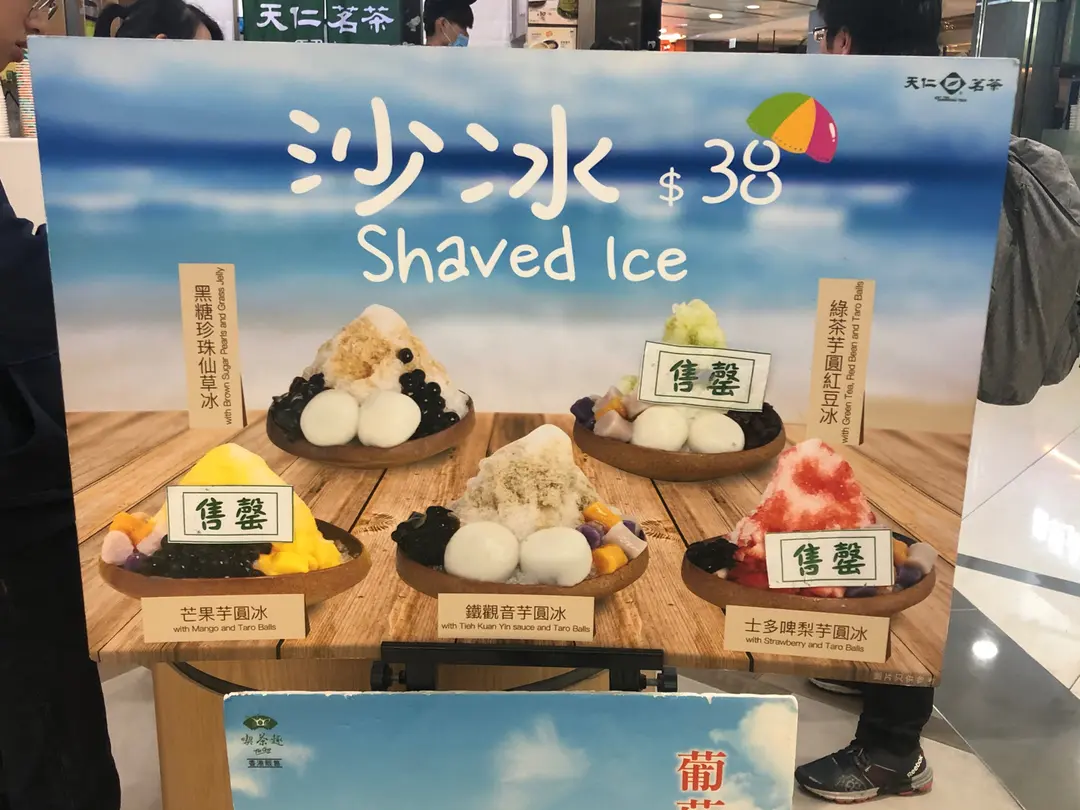 天仁茗茶
天仁茗茶
沙冰 $38
Shaved Ice
黑糖珍珠仙草冰
with Brown Sugar Pearls and Grass Jelly
綠茶芋圓紅豆冰
with Green Tea, Red Bean and Taro Balls
售罄
售罄
售罄
芒果芋圓冰
with Mango and Taro Balls
鐵觀音芋圓冰
with Tieh Kuan Yin sauce and Taro Balls
士多啤梨芋圓冰
with Strawberry and Taro Balls
喫茶趣
葡
Reebok